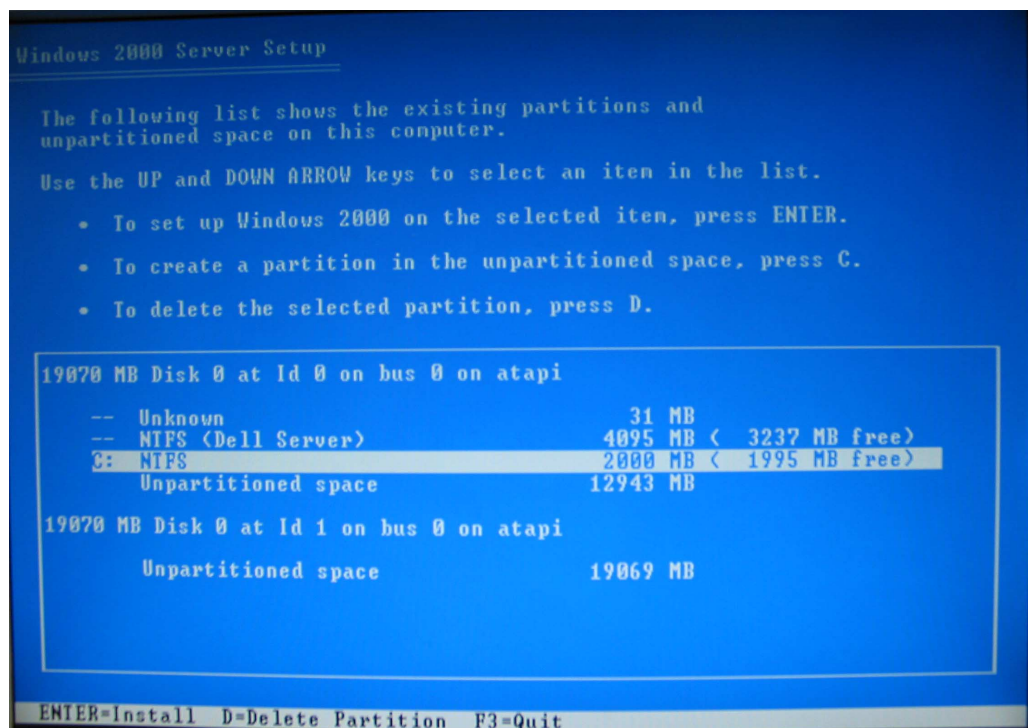 Windows 2000 Server Setup
The following list shows the existing partitions and
unpartitioned space on this computer.
Use the UP and DOWN ARROW keys to select an item in the list.
• To set up Windows 2000 on the selected item, press ENTER.
• To create a partition in the unpartitioned space, press C.
• To delete the selected partition, press D.
19070 MB Disk 0 at Id 0 on bus 0 on atapi
-- Unknown 31 MB
-- NTFS (Dell Server) 4095 MB ( 3237 MB free)
C: NTFS 2000 MB ( 1995 MB free)
Unpartitioned space 12943 MB
19070 MB Disk 0 at Id 1 on bus 0 on atapi
Unpartitioned space 19069 MB
ENTER=Install D=Delete Partition F3=Quit